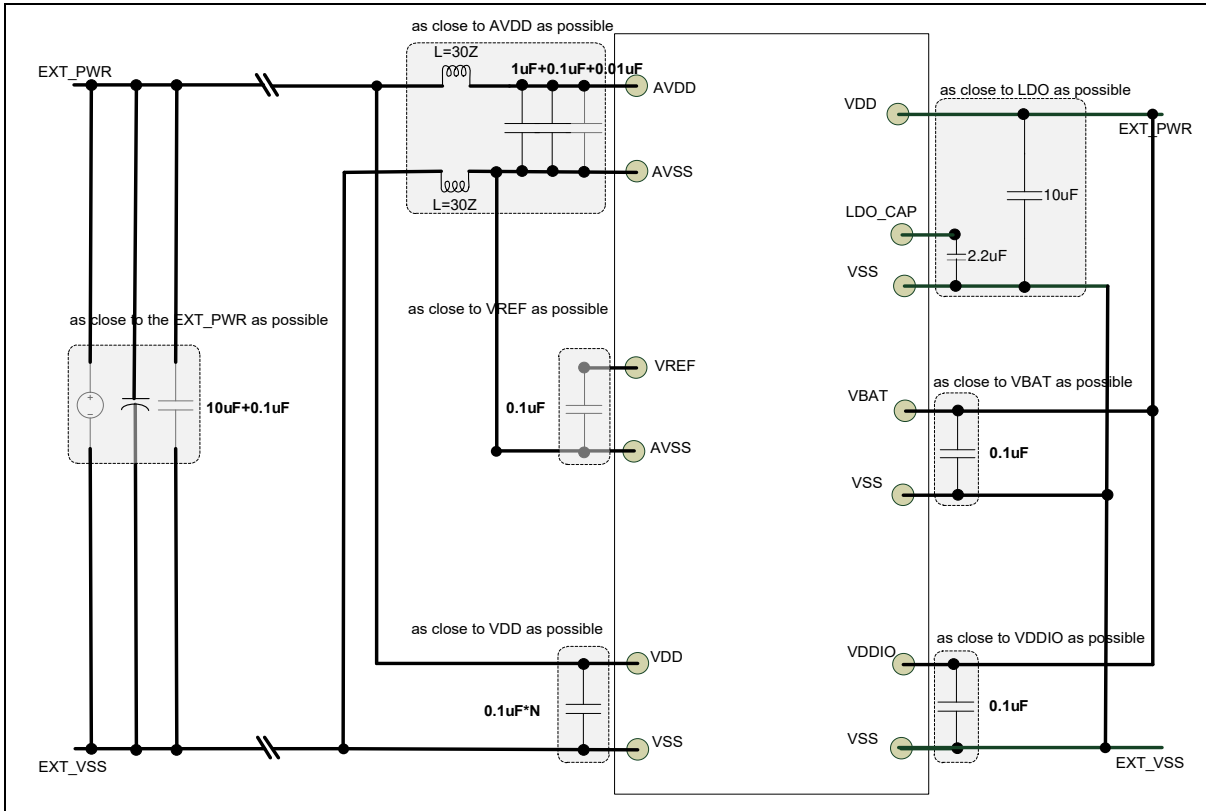 as close to AVDD as possible
L=30Z
EXT_PWR
1uF+0.1uF+0.01uF
AVDD
AVSS
L=30Z
as close to LDO as possible
VDD
EXT_PWR
10uF
LDO_CAP
2.2uF
VSS
as close to the EXT_PWR as possible
10uF+0.1uF
as close to VREF as possible
VREF
0.1uF
AVSS
as close to VBAT as possible
VBAT
0.1uF
VSS
as close to VDD as possible
VDD
0.1uF*N
VSS
EXT_VSS
as close to VDDIO as possible
VDDIO
0.1uF
VSS
EXT_VSS